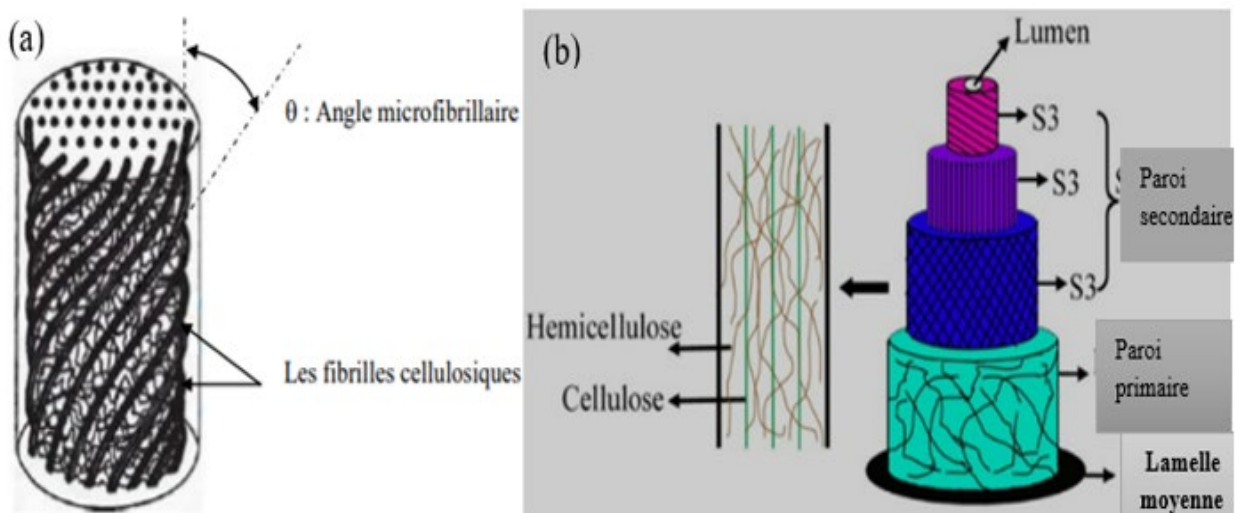 (a)
θ : Angle microfibrillaire
Les fibrilles cellulosiques
(b)
Lumen
S3
S3
S3
Paroi
secondaire
Hemicellulose
Cellulose
Paroi
primaire
Lamelle
moyenne